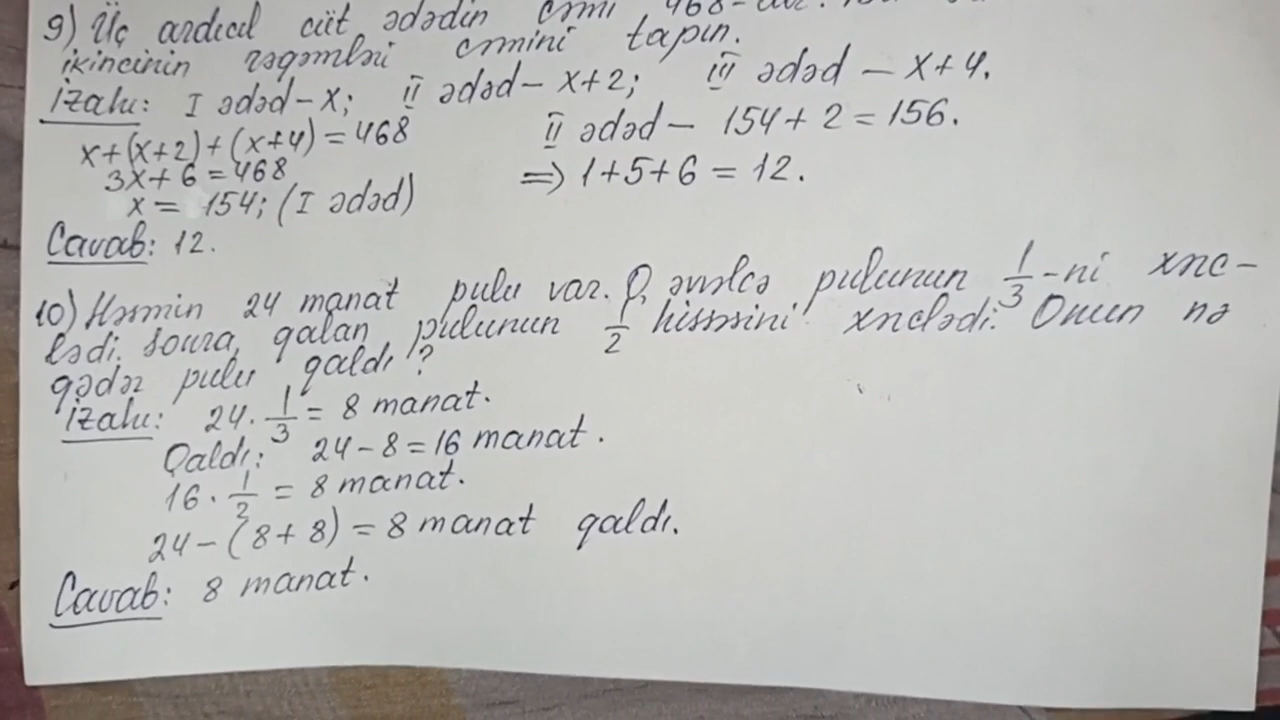 9) Üç ardıcıl cüt ədədin cəmi 468-dir.
ikincinin rəqəmləri cəmini tapın.
izahı: I ədəd – x; II ədəd – x+2; III ədəd – x+4.
x+(x+2)+(x+4)=468 II ədəd – 154+2=156.
3x+6=468 => 1+5+6=12.
x= 154; (I ədəd)
Cavab: 12.
10) Həsənin 24 manat pulu var. O, əvvəlcə pulunun 1/3-ni xərc-
lədi. Sonra, qalan pulunun 1/2 hissəsini xərclədi. Onun nə
qədər pulu qaldı?
izahı: 24 · 1/3 = 8 manat.
Qaldı: 24-8=16 manat.
16 · 1/2 = 8 manat.
24-(8+8)=8 manat qaldı.
Cavab: 8 manat.